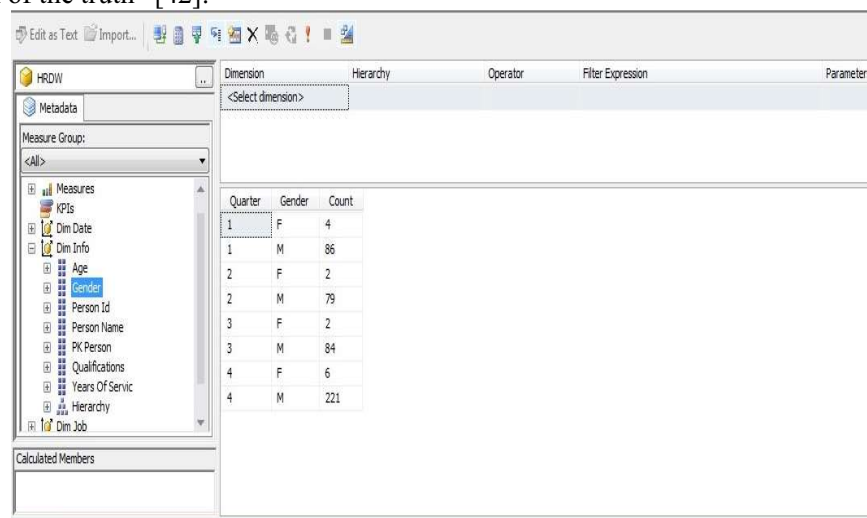 of the truth" [42].
Edit as Text Import...
HRDW ..
Metadata
Measure Group:
<All>
Measures
KPIs
Dim Date
Dim Info
Age
Gender
Person Id
Person Name
PK Person
Qualifications
Years Of Servic
Hierarchy
Dim Job
Calculated Members
Dimension Hierarchy Operator Filter Expression Parameter
<Select dimension>
Quarter Gender Count
1 F 4
1 M 86
2 F 2
2 M 79
3 F 2
3 M 84
4 F 6
4 M 221